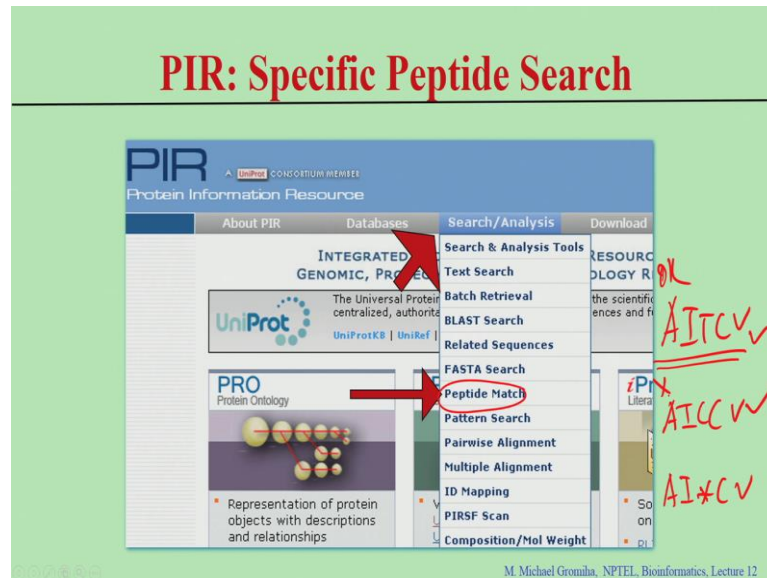 PIR: Specific Peptide Search
PIR
A UniProt CONSORTIUM MEMBER
Protein Information Resource
About PIR Databases Search/Analysis Download
Search & Analysis Tools
Text Search
Batch Retrieval
BLAST Search
Related Sequences
FASTA Search
Peptide Match
Pattern Search
Pairwise Alignment
Multiple Alignment
ID Mapping
PIRSF Scan
Composition/Mol Weight
INTEGRATED RESOURC
GENOMIC, PRO OLOGY R
UniProt
The Universal Protein the scientific
centralized, authorita ences and f
UniProtKB | UniRef |
PRO
Protein Ontology
iPr
Litera
Representation of protein
objects with descriptions
and relationships
So
on
OK
AITCV
AICCV
AI*CV
M. Michael Gromiha, NPTEL, Bioinformatics, Lecture 12